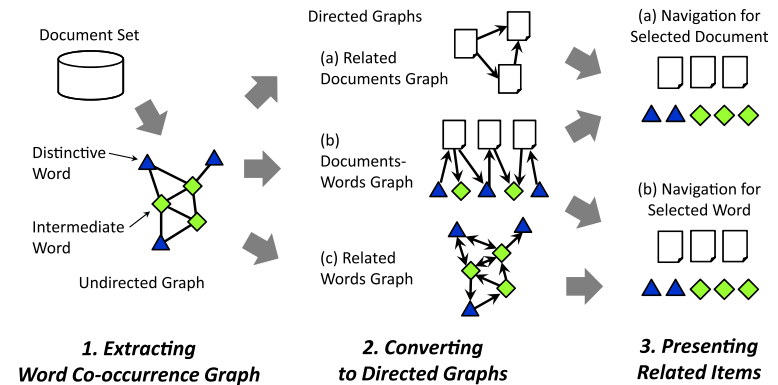 Document Set
Distinctive
Word
Intermediate
Word
Undirected Graph
1. Extracting
Word Co-occurrence Graph
Directed Graphs
(a) Related
Documents Graph
(b)
Documents-
Words Graph
(c) Related
Words Graph
2. Converting
to Directed Graphs
(a) Navigation for
Selected Document
(b) Navigation for
Selected Word
3. Presenting
Related Items